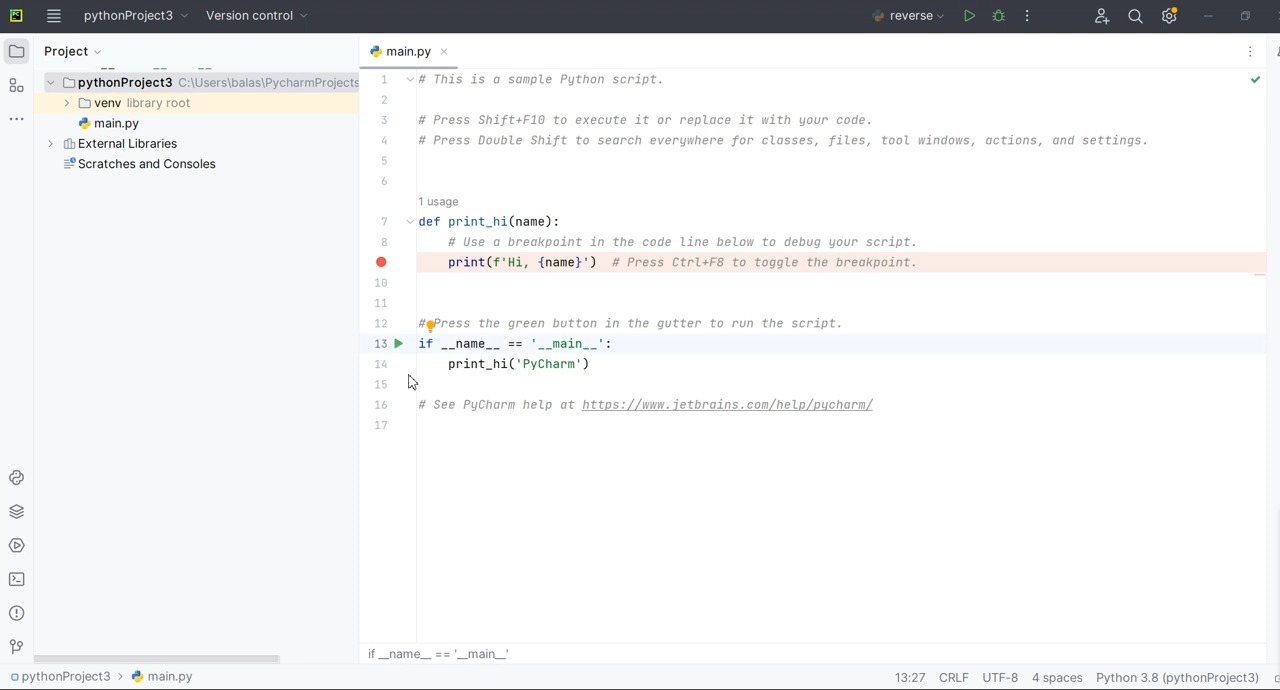 PC pythonProject3 Version control reverse
Project
main.py
pythonProject3 C:\Users\balas\PycharmProjects
venv library root
main.py
External Libraries
Scratches and Consoles
1 # This is a sample Python script.
2
3 # Press Shift+F10 to execute it or replace it with your code.
4 # Press Double Shift to search everywhere for classes, files, tool windows, actions, and settings.
5
6
1 usage
7 def print_hi(name):
8 # Use a breakpoint in the code line below to debug your script.
print(f'Hi, {name}') # Press Ctrl+F8 to toggle the breakpoint.
10
11
12 # Press the green button in the gutter to run the script.
13 if __name__ == '__main__':
14 print_hi('PyCharm')
15
16 # See PyCharm help at https://www.jetbrains.com/help/pycharm/
17
if __name__ == '__main__'
pythonProject3 > main.py 13:27 CRLF UTF-8 4 spaces Python 3.8 (pythonProject3)